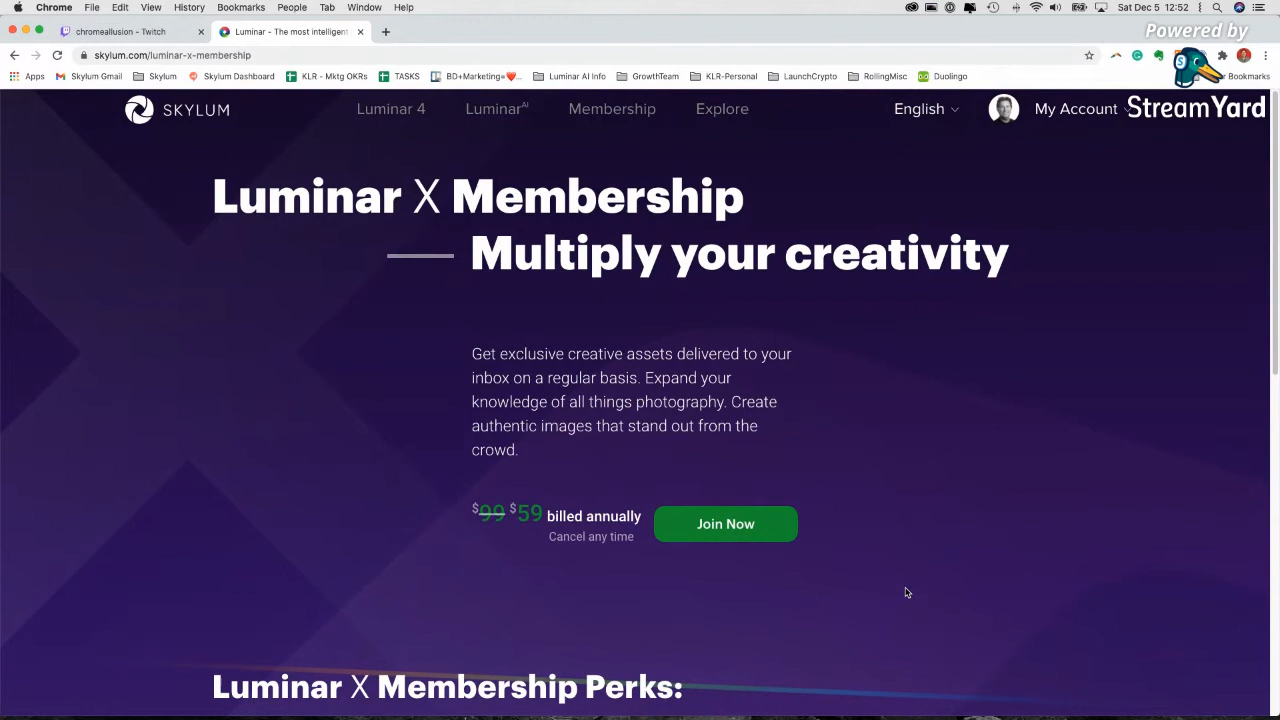 Chrome File Edit View History Bookmarks People Tab Window Help
Sat Dec 5 12:52
Powered by
chromeallusion - Twitch
Luminar - The most intelligent
skylum.com/luminar-x-membership
Apps Skylum Gmail Skylum Skylum Dashboard KLR - Mktg OKRs TASKS BD+Marketing=❤️... Luminar AI Info GrowthTeam KLR-Personal LaunchCrypto RollingMisc Duolingo Bookmarks
SKYLUM Luminar 4 LuminarAI Membership Explore English My Account
StreamYard
Luminar X Membership
Multiply your creativity
Get exclusive creative assets delivered to your
inbox on a regular basis. Expand your
knowledge of all things photography. Create
authentic images that stand out from the
crowd.
$99 $59 billed annually
Cancel any time
Join Now
Luminar X Membership Perks: